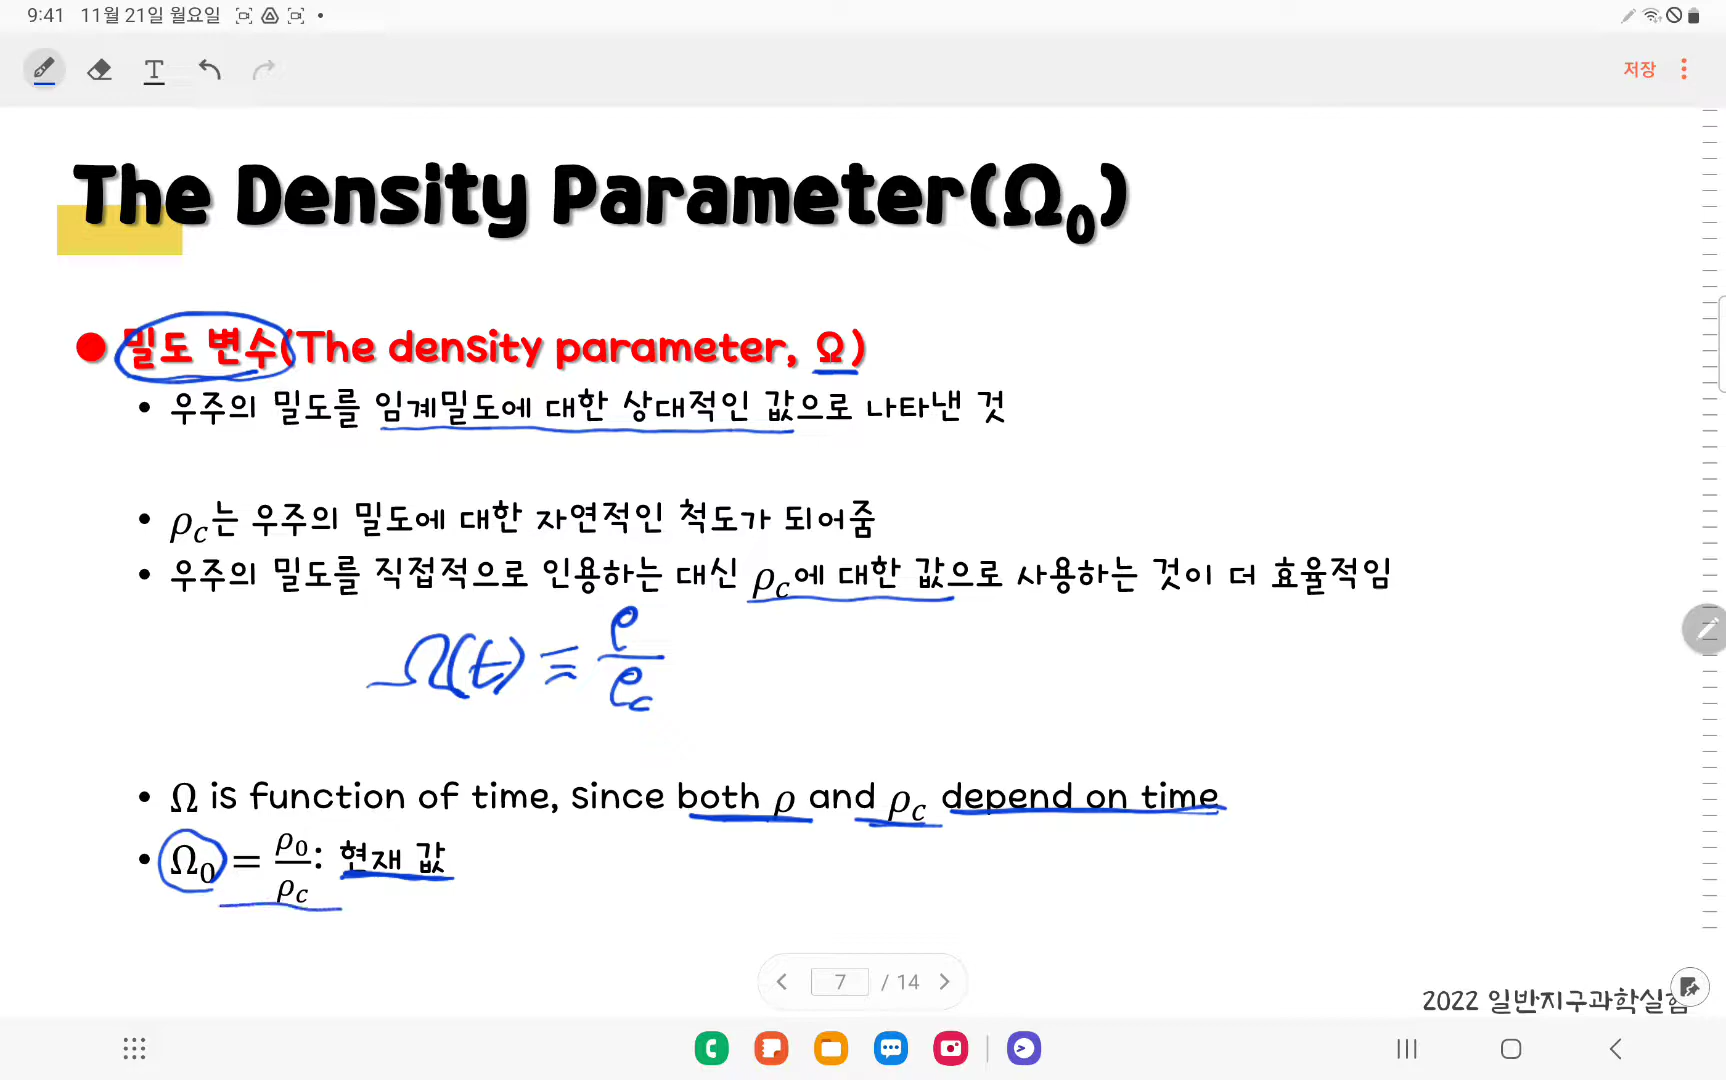 9:41 11월 21일 월요일
저장
The Density Parameter(Ω₀)
밀도 변수(The density parameter, Ω)
• 우주의 밀도를 임계밀도에 대한 상대적인 값으로 나타낸 것
• ρc는 우주의 밀도에 대한 자연적인 척도가 되어줌
• 우주의 밀도를 직접적으로 인용하는 대신 ρc에 대한 값으로 사용하는 것이 더 효율적임
Ω(t) ≡ ρ/ρc
• Ω is function of time, since both ρ and ρc depend on time
• Ω₀ = ρ₀/ρc: 현재 값
7 / 14
2022 일반지구과학실험